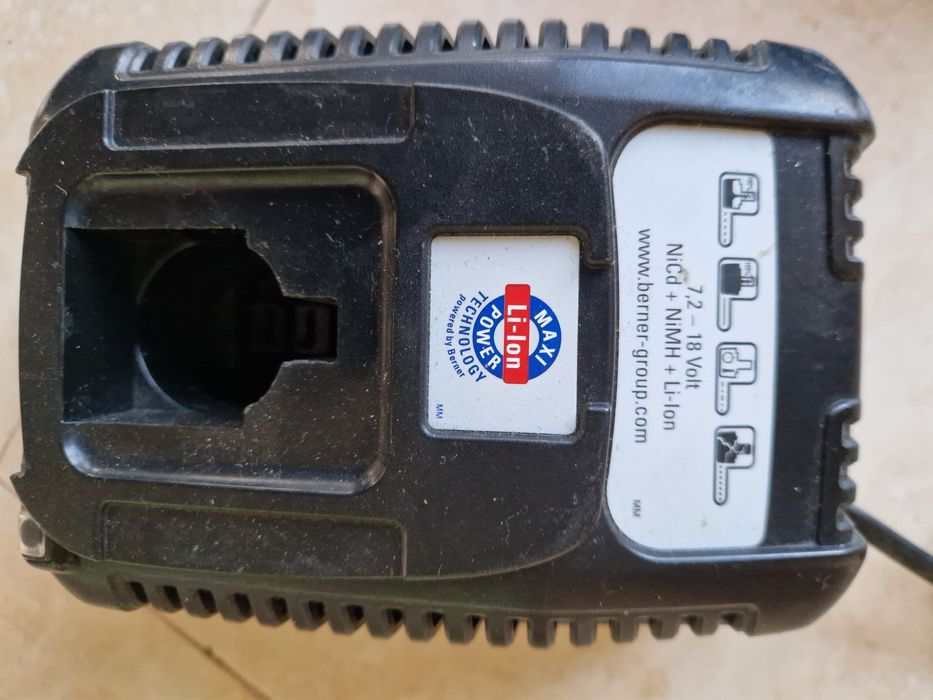 MAXI
Li-Ion
POWER
TECHNOLOGY
Powered by Berner
MM
7,2 – 18 Volt
NiCd + NiMH + Li-Ion
www.berner-group.com
MM